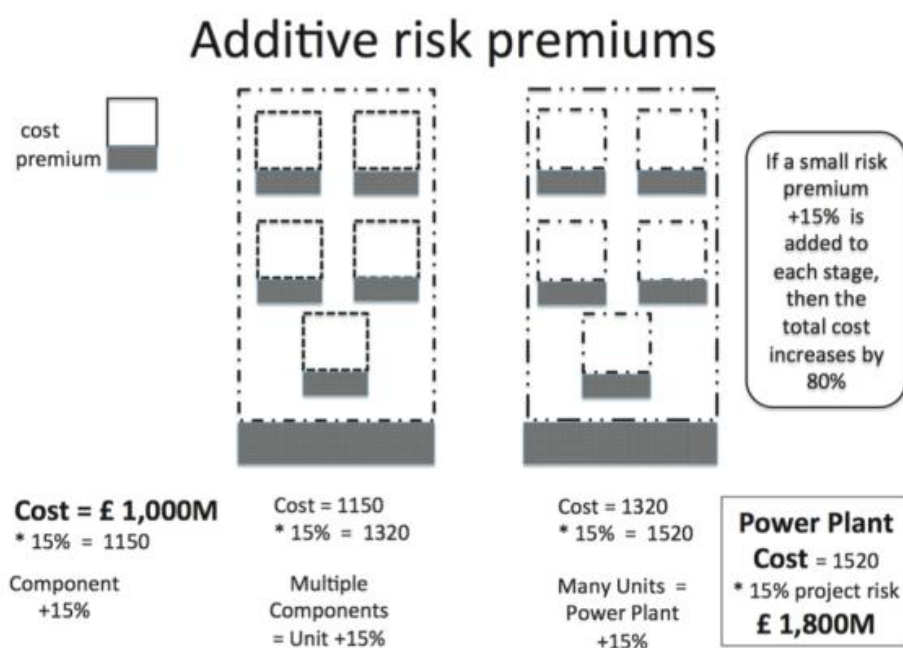 Additive risk premiums
cost
premium
If a small risk
premium
+15% is
added to
each stage,
then the
total cost
increases by
80%
Cost = £ 1,000M
* 15% = 1150
Component
+15%
Cost = 1150
* 15% = 1320
Multiple
Components
= Unit +15%
Cost = 1320
* 15% = 1520
Many Units =
Power Plant
+15%
Power Plant
Cost = 1520
* 15% project risk
£ 1,800M